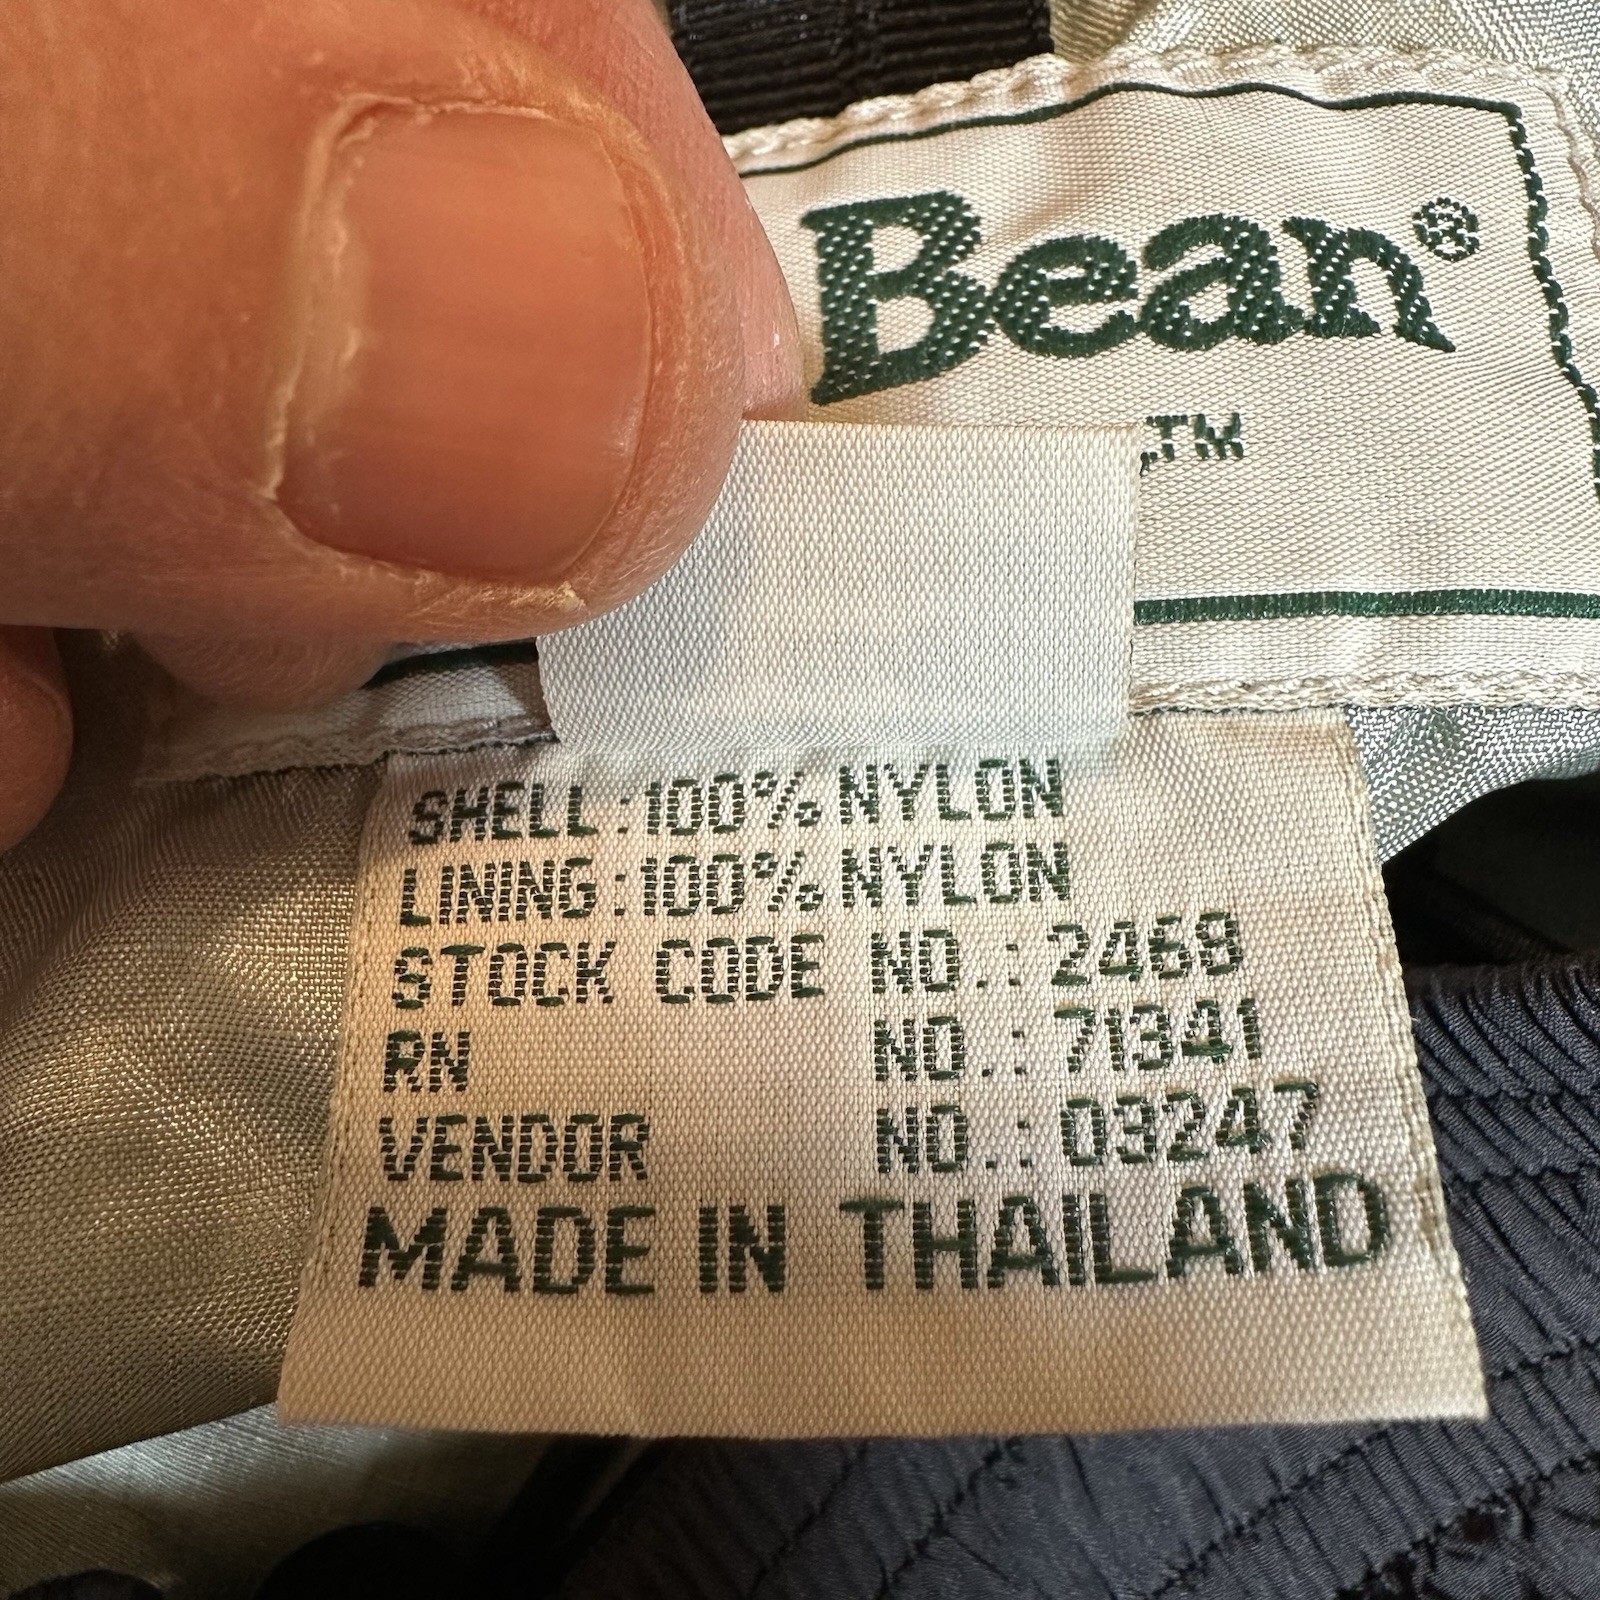 Bean®
™
SHELL:100% NYLON
LINING:100% NYLON
STOCK CODE NO.: 2468
RN NO.: 71341
VENDOR NO.: 03247
MADE IN THAILAND